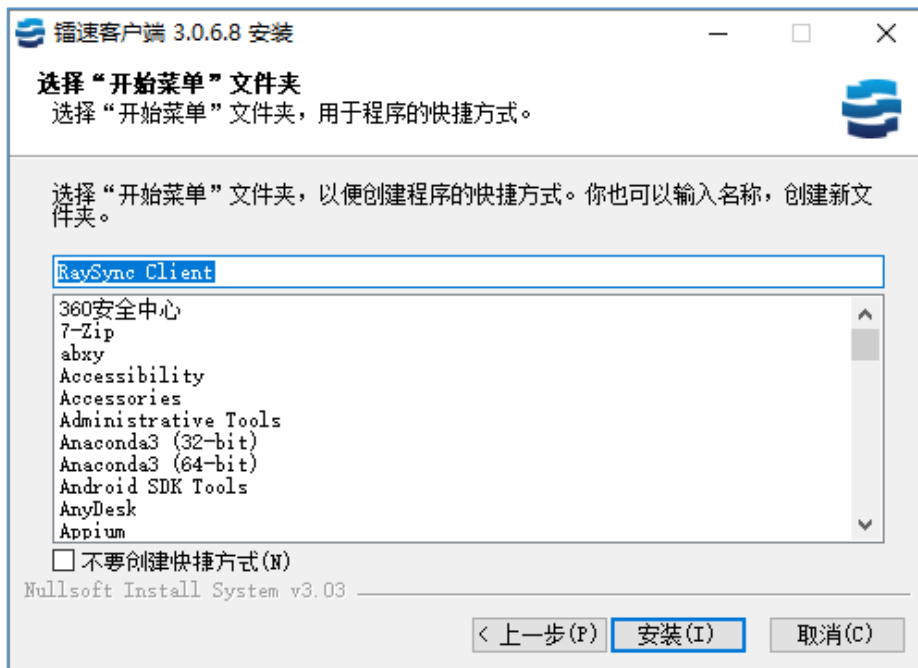 镭速客户端 3.0.6.8 安装
选择“开始菜单”文件夹
选择“开始菜单”文件夹，用于程序的快捷方式。
选择“开始菜单”文件夹，以便创建程序的快捷方式。你也可以输入名称，创建新文
件夹。
RaySync Client
360安全中心
7-Zip
abxy
Accessibility
Accessories
Administrative Tools
Anaconda3 (32-bit)
Anaconda3 (64-bit)
Android SDK Tools
AnyDesk
Appium
不要创建快捷方式(N)
Nullsoft Install System v3.03
< 上一步(P) 安装(I) 取消(C)